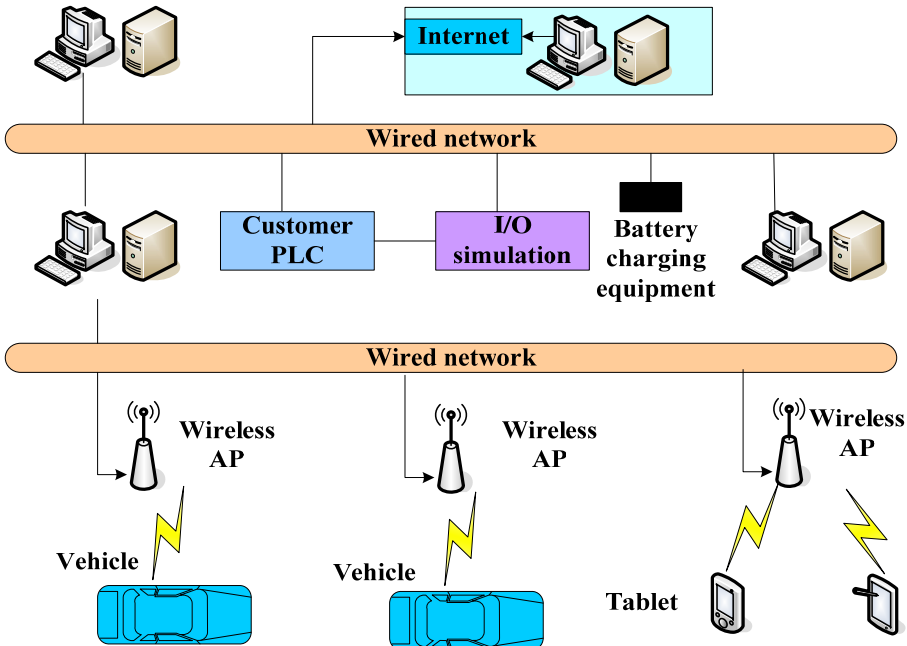 Internet
Wired network
Customer
PLC
I/O
simulation
Battery
charging
equipment
Wired network
Wireless
AP
Wireless
AP
Wireless
AP
Vehicle
Vehicle
Tablet